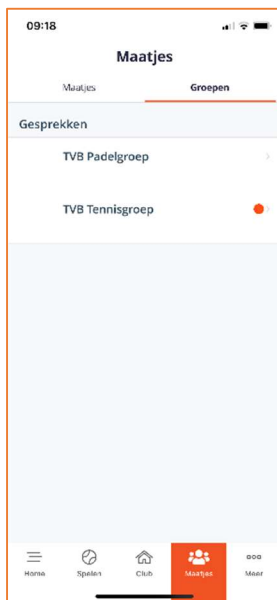 09:18
Maatjes
Maatjes Groepen
Gesprekken
TVB Padelgroep
TVB Tennisgroep
Home Spelen Club Maatjes Meer